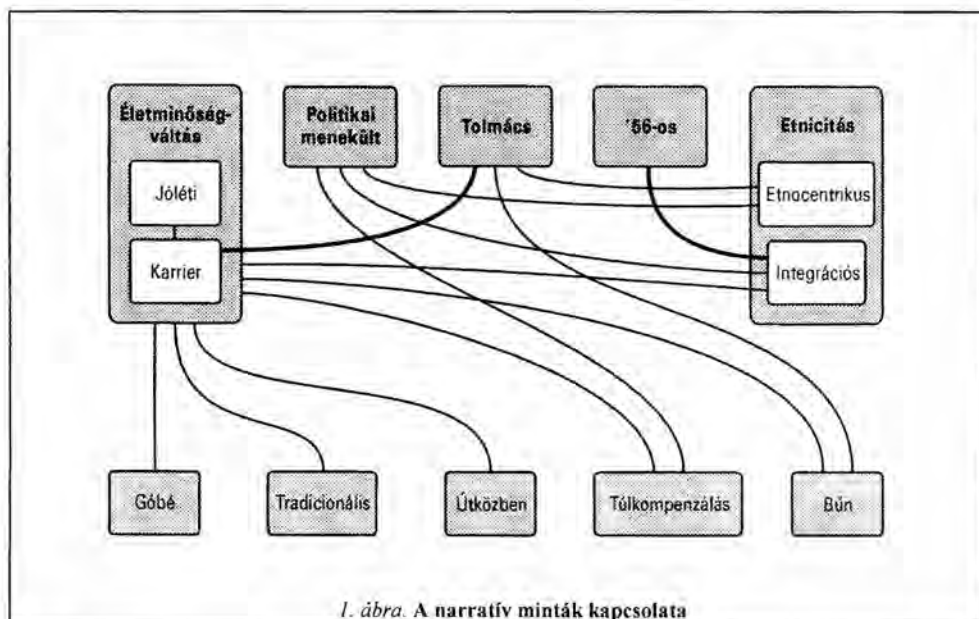 Életminőség-
váltás
Jóléti
Karrier
Politikai
menekült
Tolmács
'56-os
Etnicitás
Etnocentrikus
Integrációs
Góbé
Tradicionális
Útközben
Túlkompenzálás
Bűn
1. ábra. A narratív minták kapcsolata